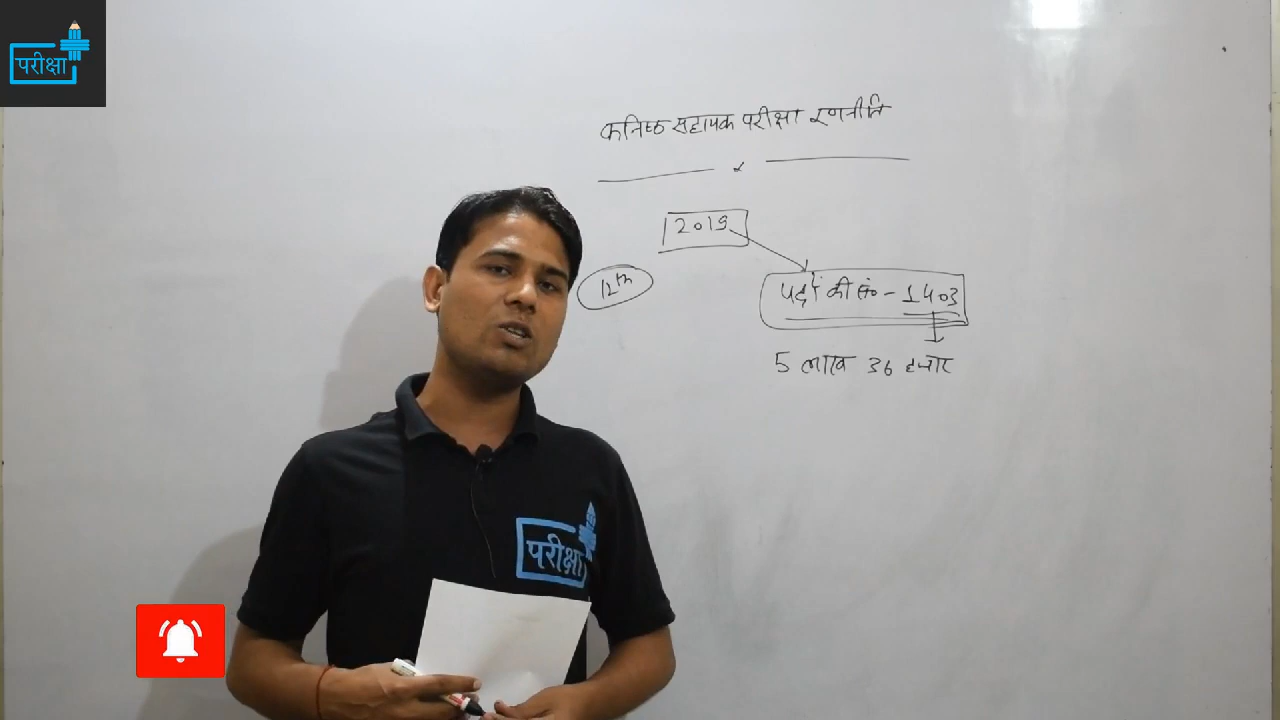 परीक्षा
कनिष्ठ सहायक परीक्षा रणनीति
2019
12th
पदों की सं० - 1403
5 लाख 36 हजार
परीक्षा